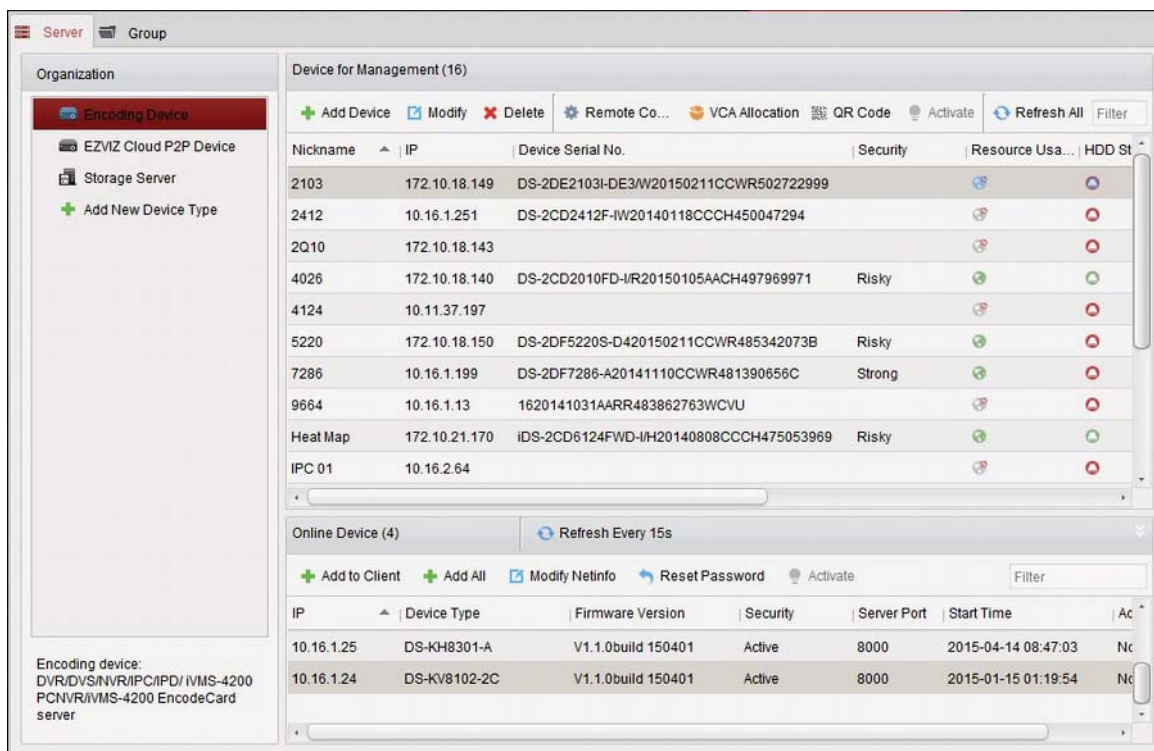 Server Group
Organization
Encoding Device
EZVIZ Cloud P2P Device
Storage Server
Add New Device Type
Encoding device:
DVR/DVS/NVR/IPC/IPD/ iVMS-4200
PCNVR/iVMS-4200 EncodeCard
server
Device for Management (16)
Add Device Modify Delete Remote Co... VCA Allocation QR Code Activate Refresh All Filter
Nickname IP Device Serial No. Security Resource Usa... HDD St
2103 172.10.18.149 DS-2DE2103I-DE3/W20150211CCWR502722999
2412 10.16.1.251 DS-2CD2412F-IW20140118CCCH450047294
2Q10 172.10.18.143
4026 172.10.18.140 DS-2CD2010FD-I/R20150105AACH497969971 Risky
4124 10.11.37.197
5220 172.10.18.150 DS-2DF5220S-D420150211CCWR485342073B Risky
7286 10.16.1.199 DS-2DF7286-A20141110CCWR481390656C Strong
9664 10.16.1.13 1620141031AARR483862763WCVU
Heat Map 172.10.21.170 iDS-2CD6124FWD-I/H20140808CCCH475053969 Risky
IPC 01 10.16.2.64
Online Device (4) Refresh Every 15s
Add to Client Add All Modify Netinfo Reset Password Activate Filter
IP Device Type Firmware Version Security Server Port Start Time Ad
10.16.1.25 DS-KH8301-A V1.1.0build 150401 Active 8000 2015-04-14 08:47:03 No
10.16.1.24 DS-KV8102-2C V1.1.0build 150401 Active 8000 2015-01-15 01:19:54 No